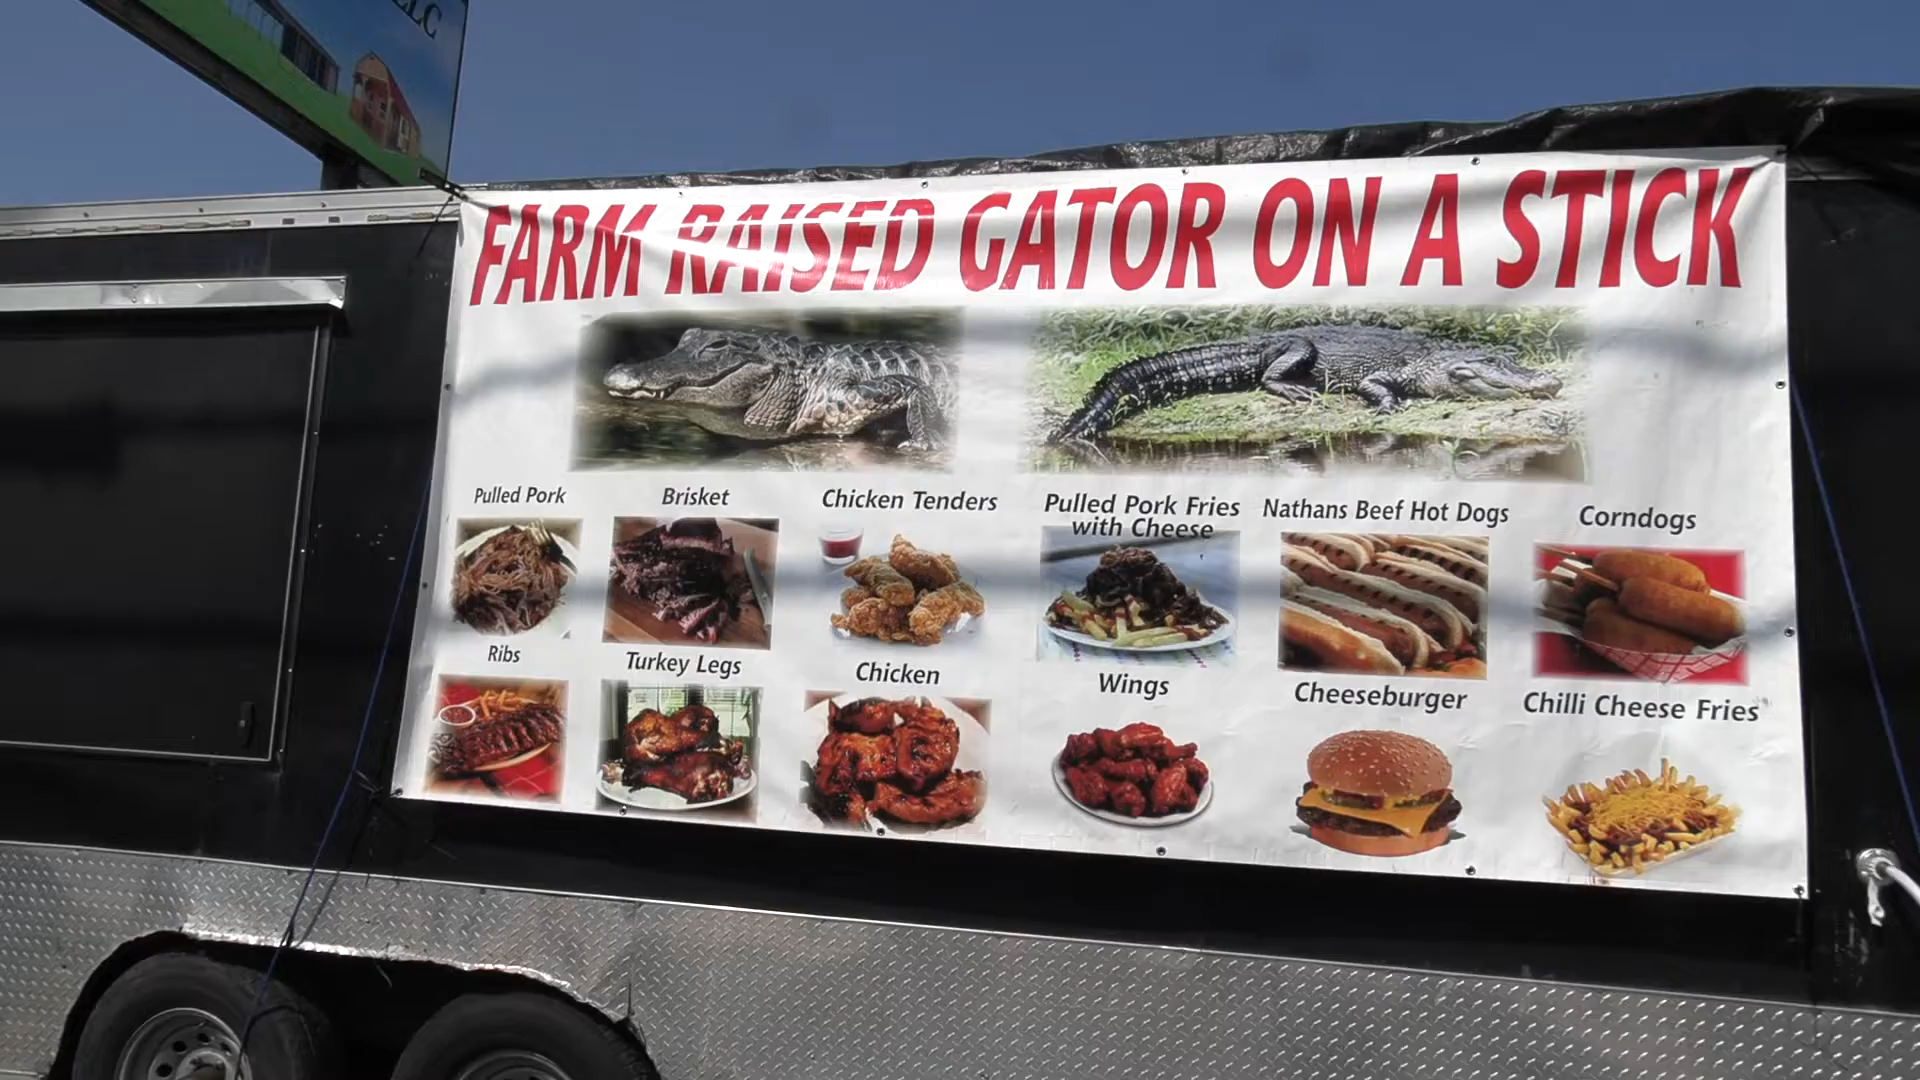 LLC
FARM RAISED GATOR ON A STICK
Pulled Pork
Brisket
Chicken Tenders
Pulled Pork Fries
with Cheese
Nathans Beef Hot Dogs
Corndogs
Ribs
Turkey Legs
Chicken
Wings
Cheeseburger
Chilli Cheese Fries